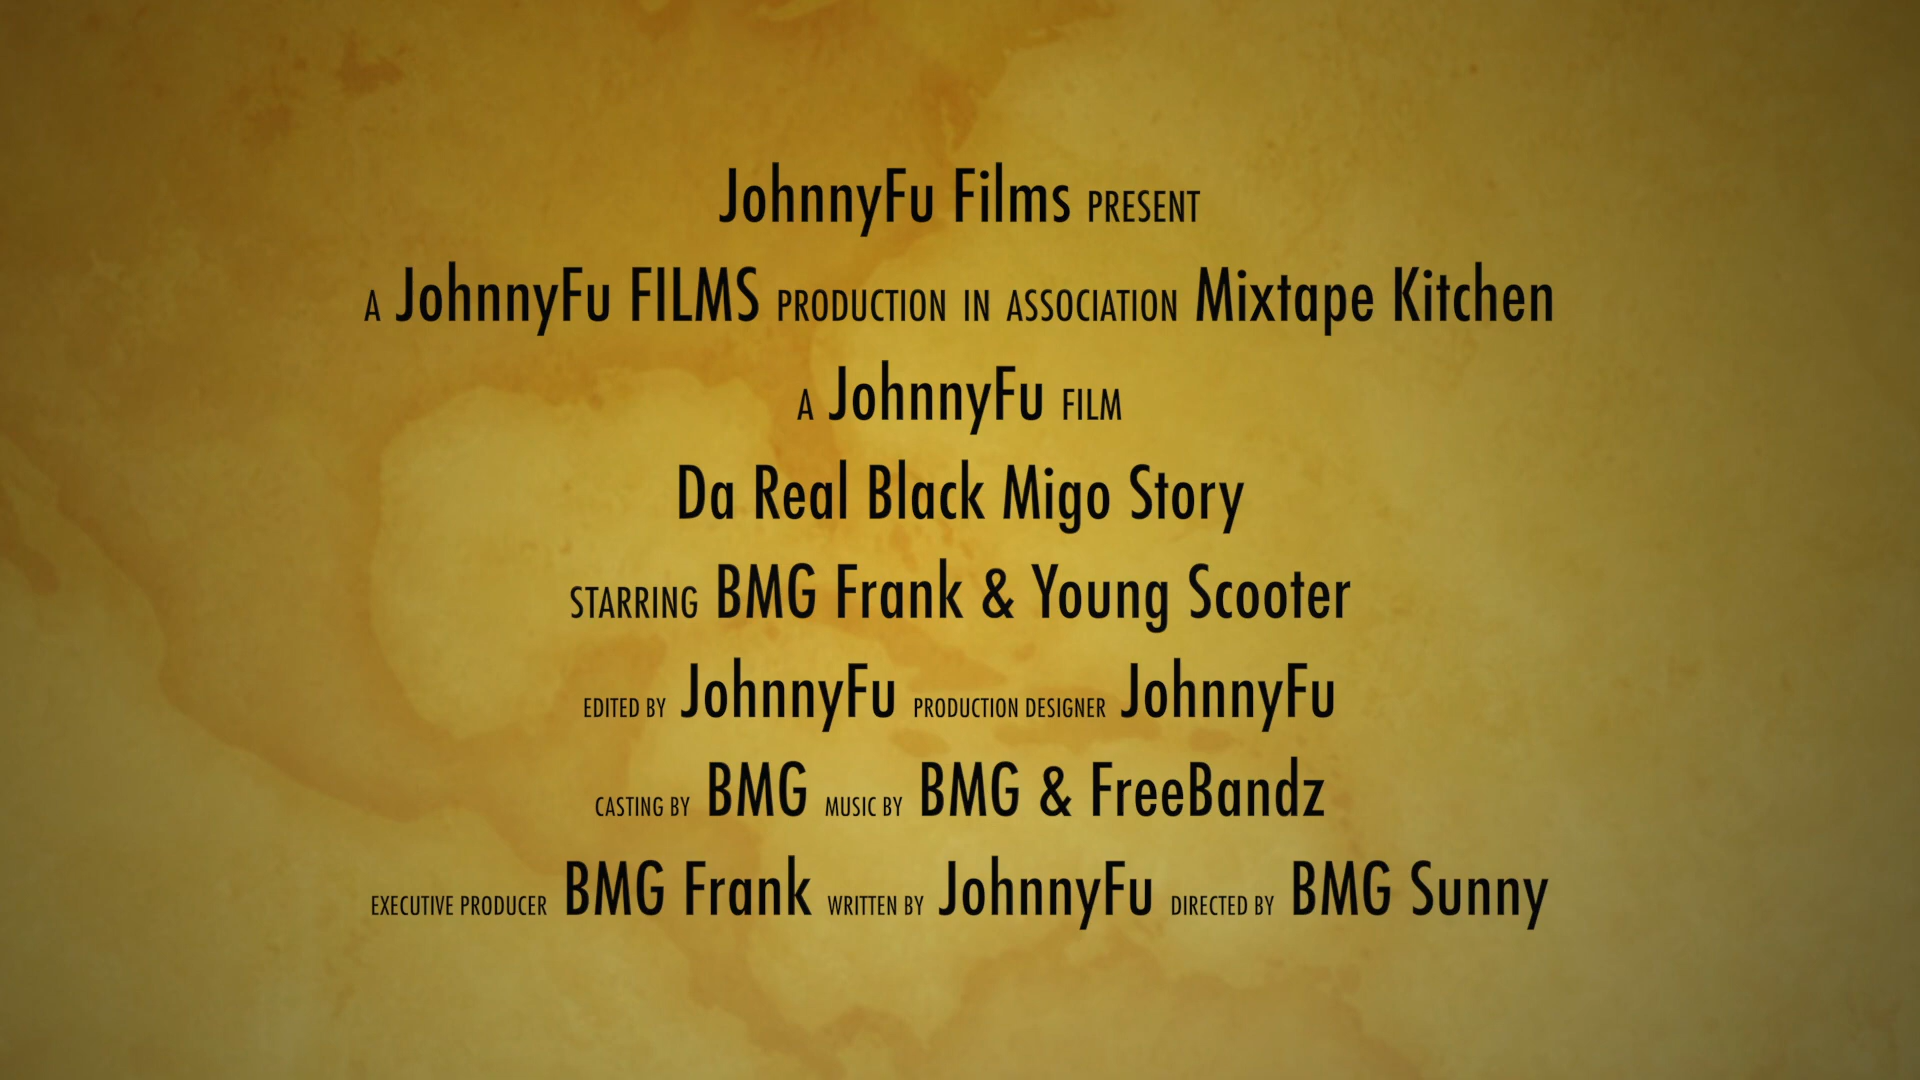 JohnnyFu Films PRESENT
A JohnnyFu FILMS PRODUCTION IN ASSOCIATION Mixtape Kitchen
A JohnnyFu FILM
Da Real Black Migo Story
STARRING BMG Frank & Young Scooter
EDITED BY JohnnyFu PRODUCTION DESIGNER JohnnyFu
CASTING BY BMG MUSIC BY BMG & FreeBandz
EXECUTIVE PRODUCER BMG Frank WRITTEN BY JohnnyFu DIRECTED BY BMG Sunny